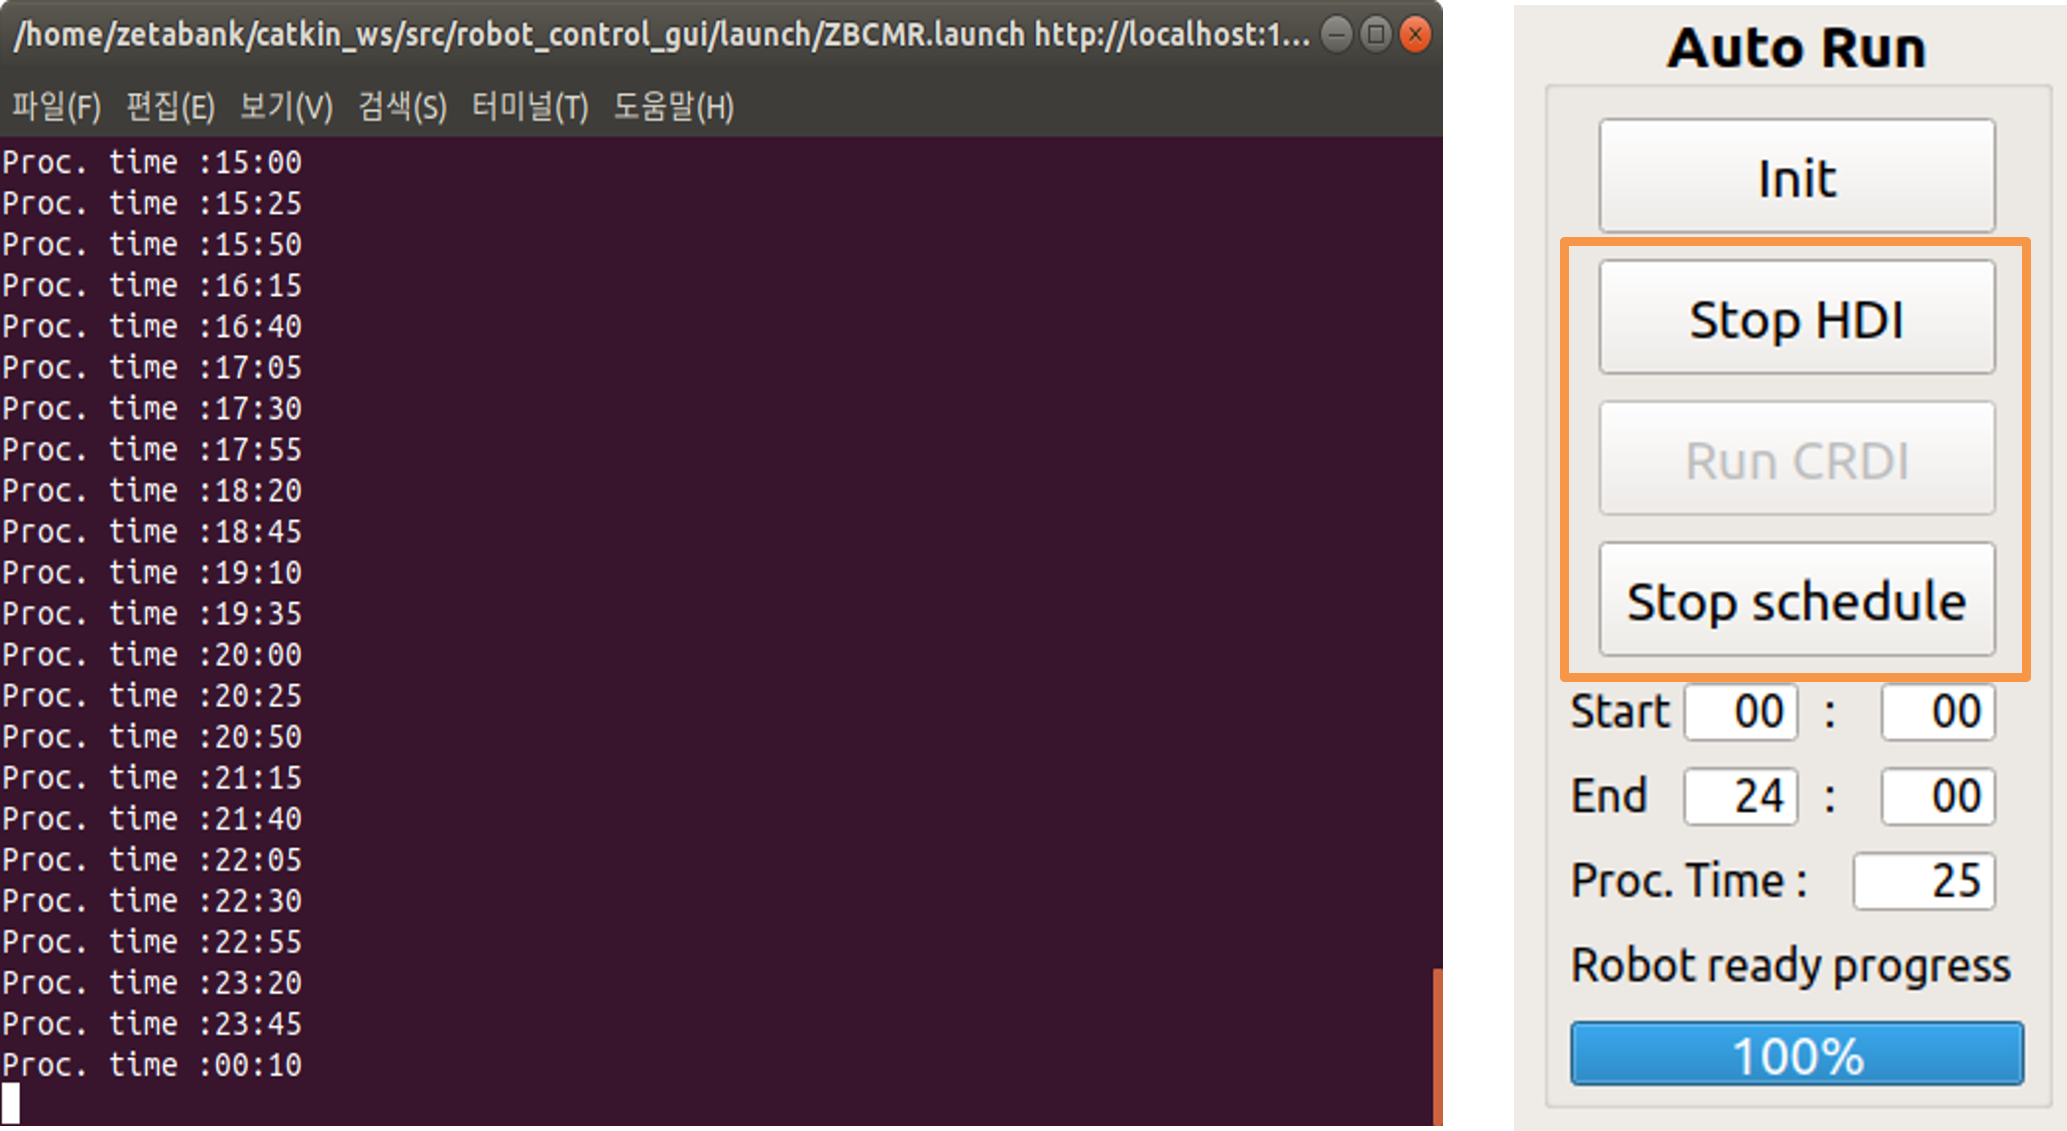 /home/zetabank/catkin_ws/src/robot_control_gui/launch/ZBCMR.launch http://localhost:1...
파일(F) 편집(E) 보기(V) 검색(S) 터미널(T) 도움말(H)
Proc. time :15:00
Proc. time :15:25
Proc. time :15:50
Proc. time :16:15
Proc. time :16:40
Proc. time :17:05
Proc. time :17:30
Proc. time :17:55
Proc. time :18:20
Proc. time :18:45
Proc. time :19:10
Proc. time :19:35
Proc. time :20:00
Proc. time :20:25
Proc. time :20:50
Proc. time :21:15
Proc. time :21:40
Proc. time :22:05
Proc. time :22:30
Proc. time :22:55
Proc. time :23:20
Proc. time :23:45
Proc. time :00:10
Auto Run
Init
Stop HDI
Run CRDI
Stop schedule
Start 00 : 00
End 24 : 00
Proc. Time : 25
Robot ready progress
100%